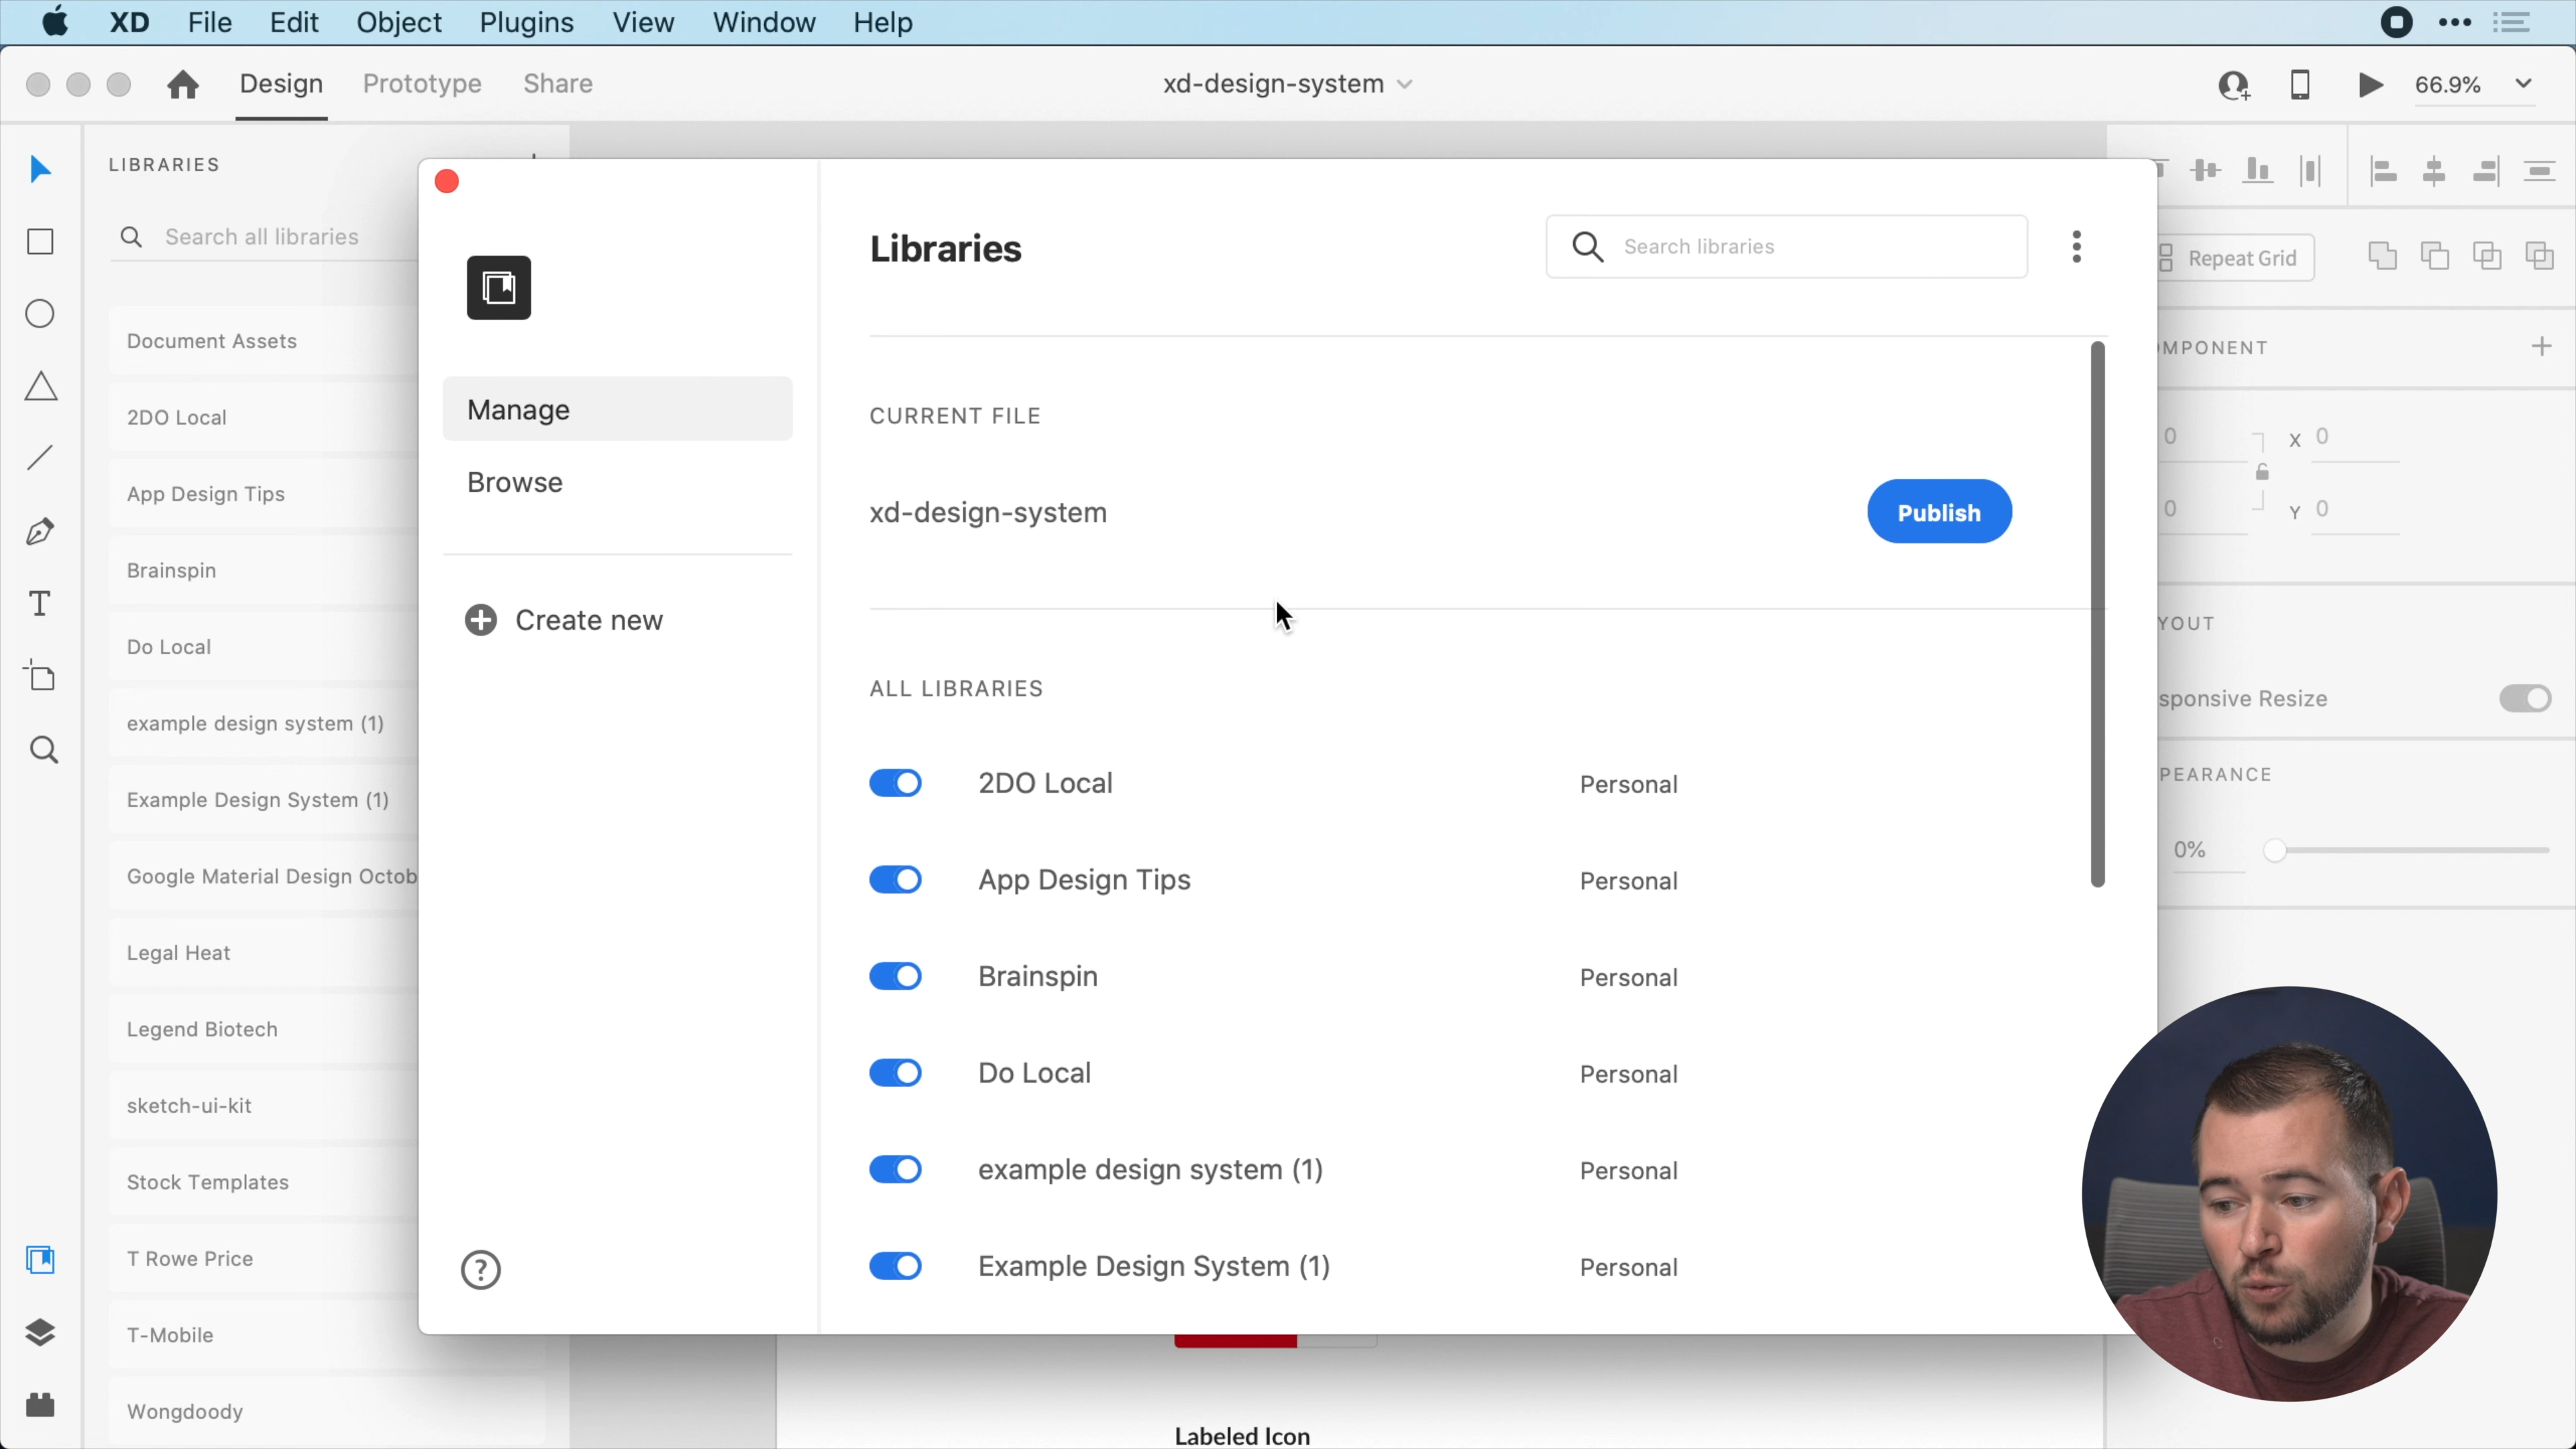 XD File Edit Object Plugins View Window Help
Design Prototype Share
xd-design-system
66.9%
LIBRARIES
Search all libraries
Document Assets
2DO Local
App Design Tips
Brainspin
Do Local
example design system (1)
Example Design System (1)
Google Material Design Octob
Legal Heat
Legend Biotech
sketch-ui-kit
Stock Templates
T Rowe Price
T-Mobile
Wongdoody
T
Manage
Browse
Create new
?
Libraries
Search libraries
CURRENT FILE
xd-design-system
Publish
ALL LIBRARIES
2DO Local Personal
App Design Tips Personal
Brainspin Personal
Do Local Personal
example design system (1) Personal
Example Design System (1) Personal
Labeled Icon
Repeat Grid
MPONENT
0 X 0
0 Y 0
YOUT
sponsive Resize
PEARANCE
0%